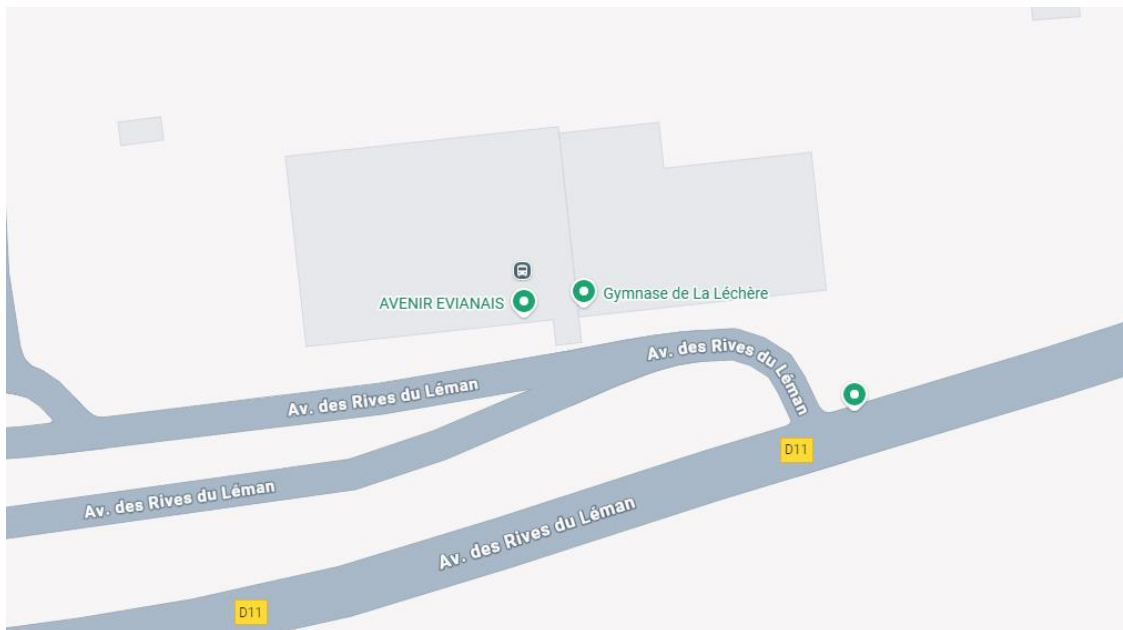 AVENIR EVIANAIS
Gymnase de La Léchère
Av. des Rives du Léman
Av. des Rives du Léman
Av. des Rives du Léman
D11
Av. des Rives du Léman
D11